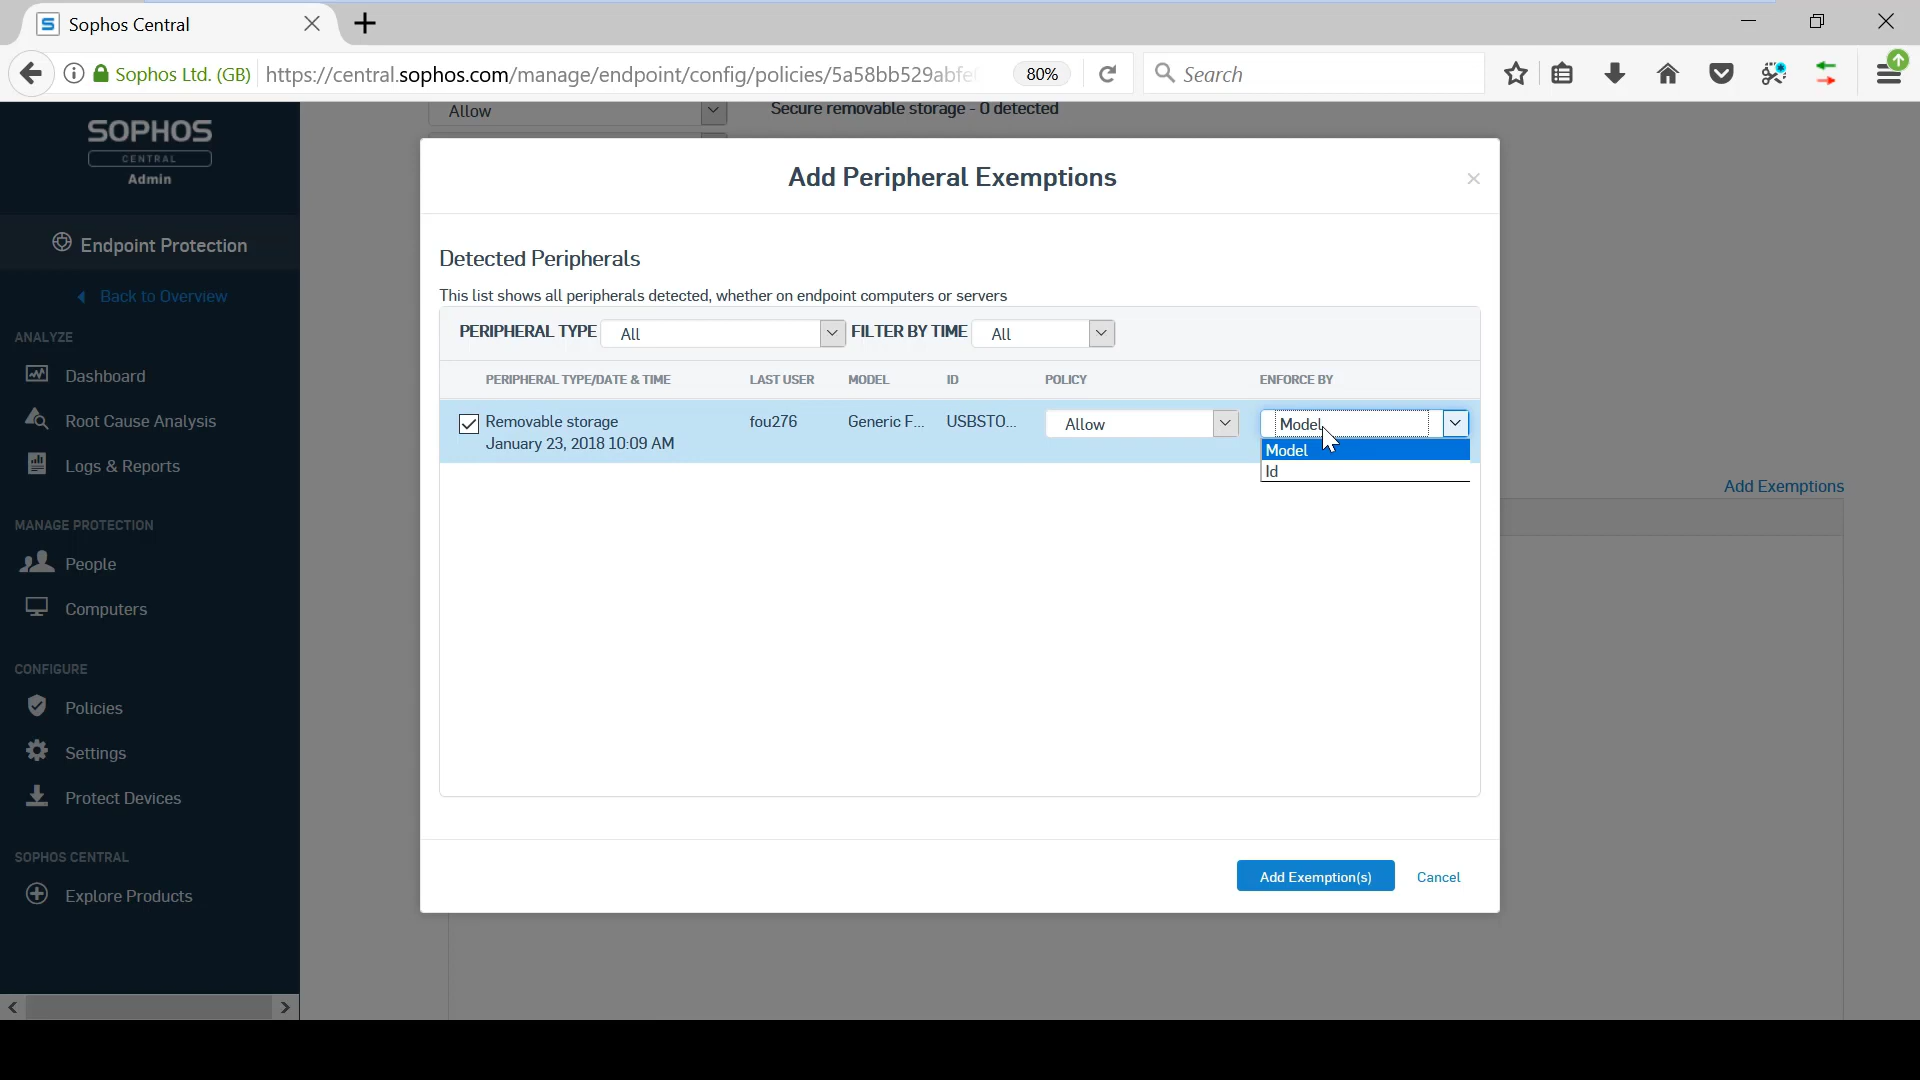 Sophos Central
Sophos Ltd. (GB) https://central.sophos.com/manage/endpoint/config/policies/5a58bb529abfe 80% Search
SOPHOS
CENTRAL
Admin
Endpoint Protection
Back to Overview
ANALYZE
Dashboard
Root Cause Analysis
Logs & Reports
MANAGE PROTECTION
People
Computers
CONFIGURE
Policies
Settings
Protect Devices
SOPHOS CENTRAL
Explore Products
Allow Secure removable storage - 0 detected
Add Peripheral Exemptions
Detected Peripherals
This list shows all peripherals detected, whether on endpoint computers or servers
PERIPHERAL TYPE All FILTER BY TIME All
PERIPHERAL TYPE/DATE & TIME LAST USER MODEL ID POLICY ENFORCE BY
Removable storage fou276 Generic F... USBSTO... Allow Model
January 23, 2018 10:09 AM
Model
Id
Add Exemptions
Add Exemption(s) Cancel